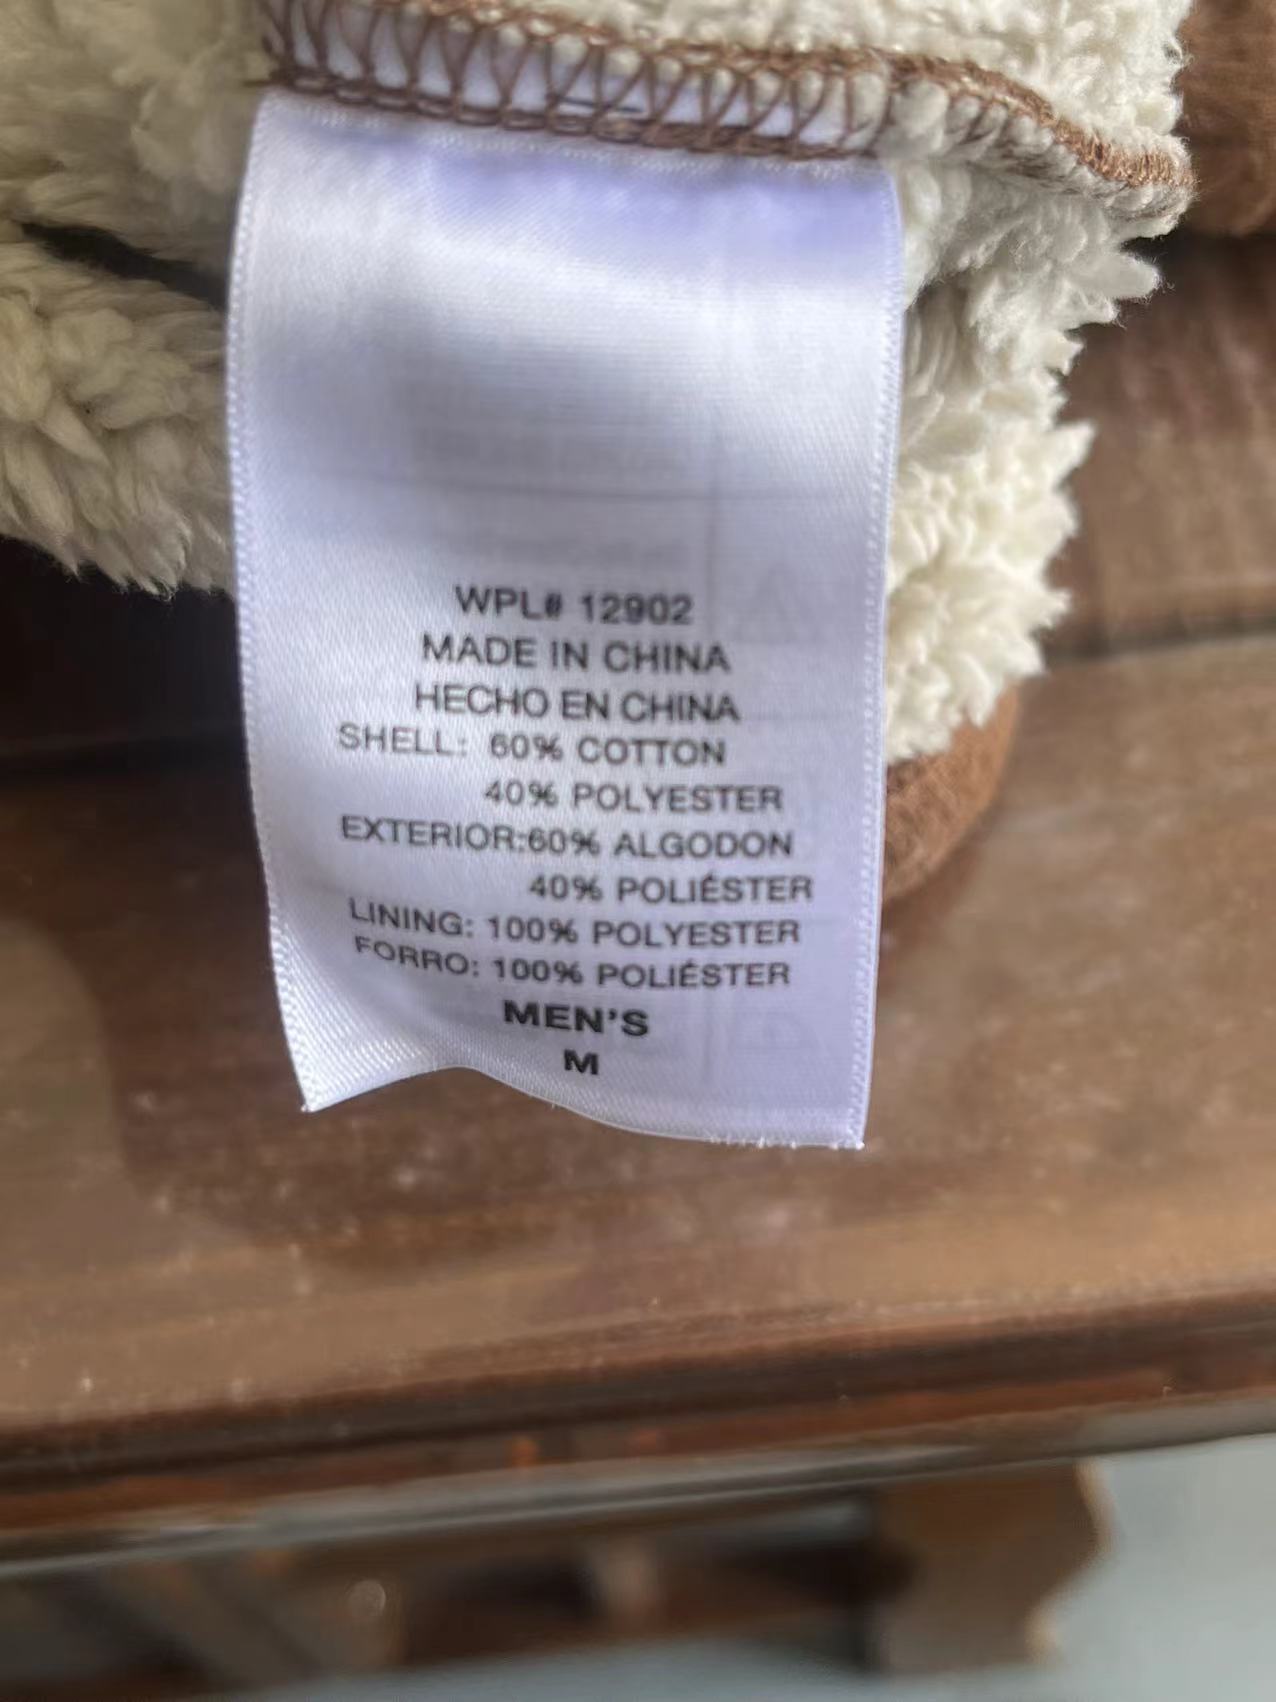 WPL# 12902
MADE IN CHINA
HECHO EN CHINA
SHELL: 60% COTTON
40% POLYESTER
EXTERIOR:60% ALGODON
40% POLIÉSTER
LINING: 100% POLYESTER
FORRO: 100% POLIÉSTER
MEN'S
M